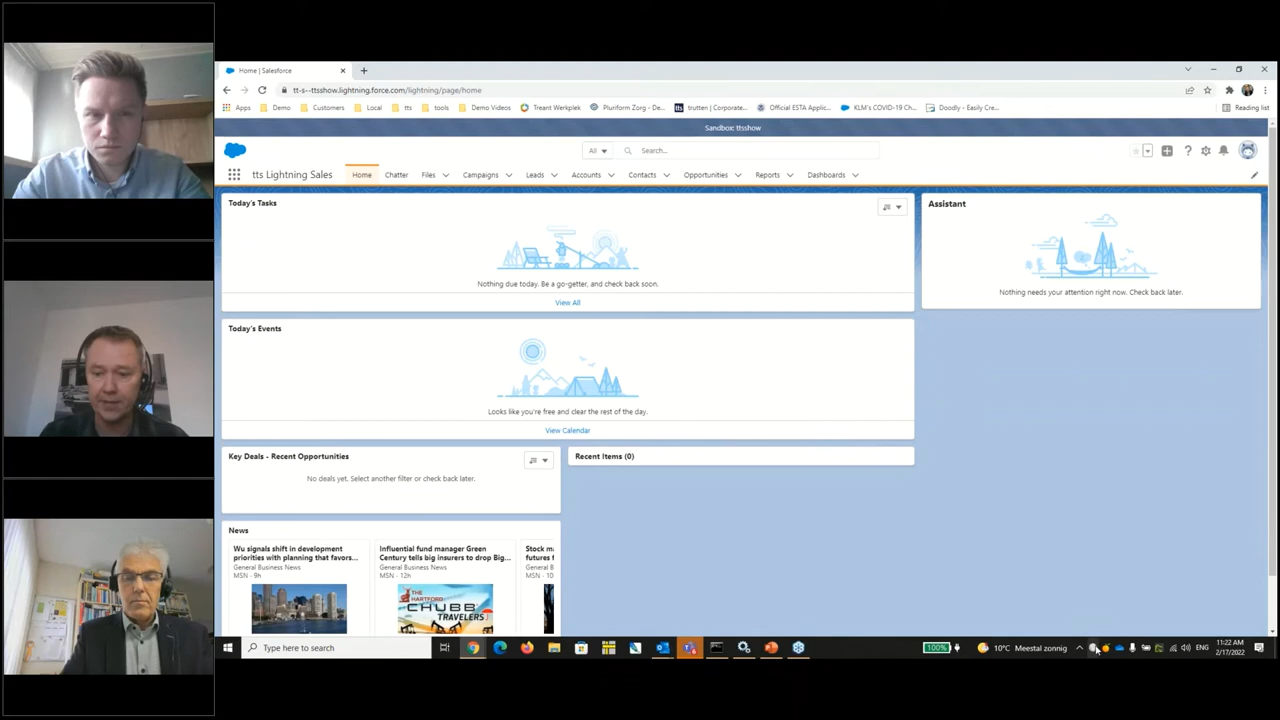 Home | Salesforce
tt-s--ttsshow.lightning.force.com/lightning/page/home
Apps Demo Customers Local tts tools Demo Videos Treant Werkplek Pluriform Zorg - De... trutten | Corporate... Official ESTA Applic... KLM's COVID-19 Ch... Doodly - Easily Cre... Reading list
Sandbox: ttsshow
All Search...
tts Lightning Sales Home Chatter Files Campaigns Leads Accounts Contacts Opportunities Reports Dashboards
Today's Tasks
Nothing due today. Be a go-getter, and check back soon.
View All
Assistant
Nothing needs your attention right now. Check back later.
Today's Events
Looks like you're free and clear the rest of the day.
View Calendar
Key Deals - Recent Opportunities
No deals yet. Select another filter or check back later.
Recent Items (0)
News
Wu signals shift in development
priorities with planning that favors...
General Business News
MSN - 9h
Influential fund manager Green
Century tells big insurers to drop Big...
General Business News
MSN - 12h
THE
HARTFORD
CHUBB
TRAVELERS
Stock m
futures f
General
MSN - 10
Type here to search
100%
10°C Meestal zonnig
ENG
11:22 AM
2/17/2022